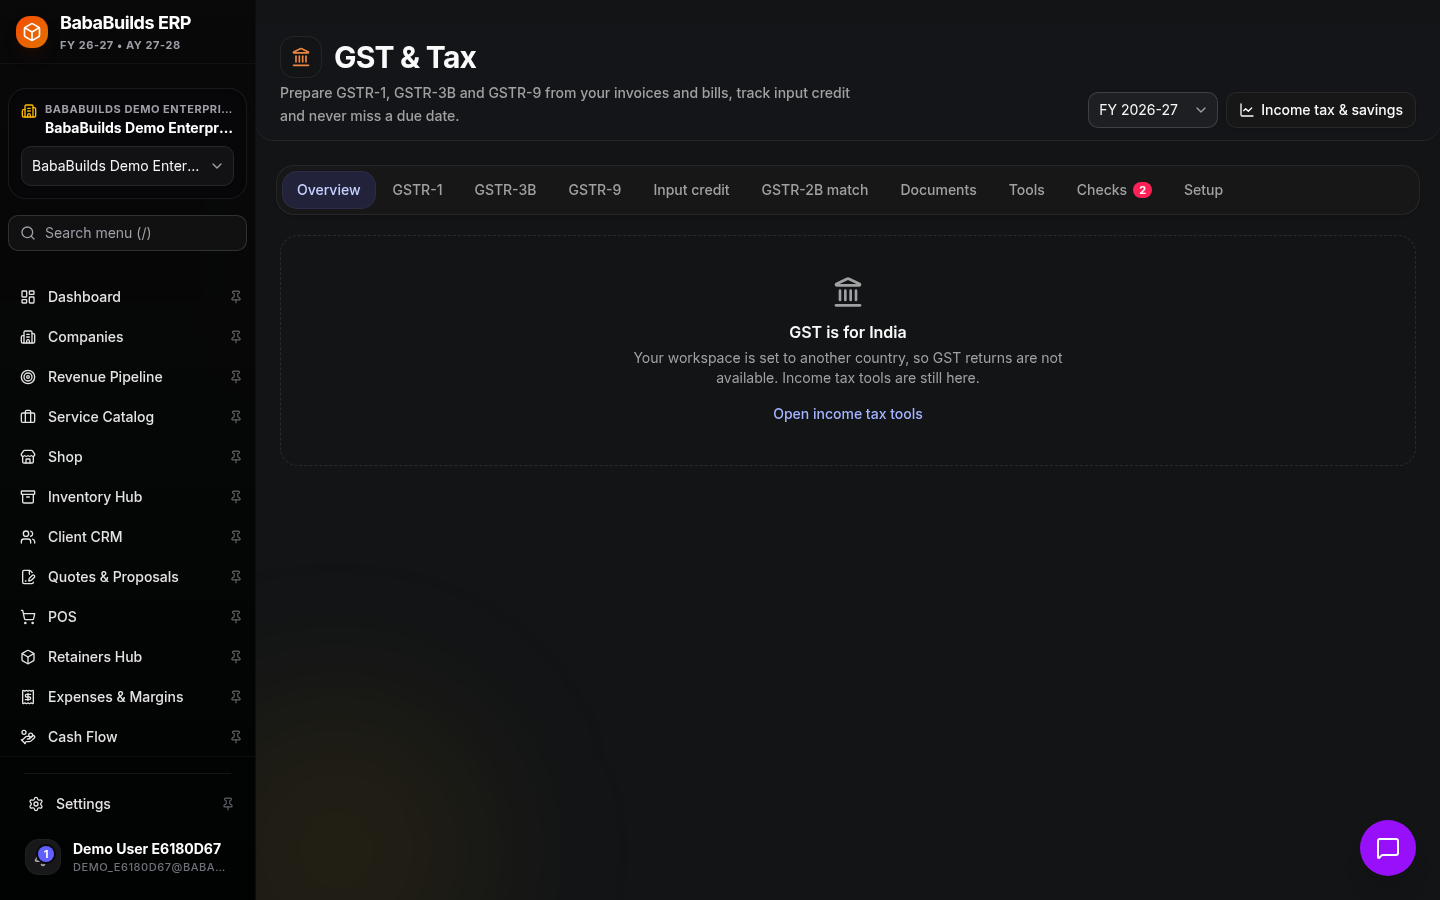 BabaBuilds ERP
FY 26-27 • AY 27-28
BABABUILDS DEMO ENTERPRI...
BabaBuilds Demo Enterpr...
BabaBuilds Demo Enter...
Search menu (/)
Dashboard
Companies
Revenue Pipeline
Service Catalog
Shop
Inventory Hub
Client CRM
Quotes & Proposals
POS
Retainers Hub
Expenses & Margins
Cash Flow
Settings
1
Demo User E6180D67
DEMO_E6180D67@BABA...
GST & Tax
Prepare GSTR-1, GSTR-3B and GSTR-9 from your invoices and bills, track input credit
and never miss a due date.
FY 2026-27
Income tax & savings
Overview GSTR-1 GSTR-3B GSTR-9 Input credit GSTR-2B match Documents Tools Checks 2 Setup
GST is for India
Your workspace is set to another country, so GST returns are not
available. Income tax tools are still here.
Open income tax tools